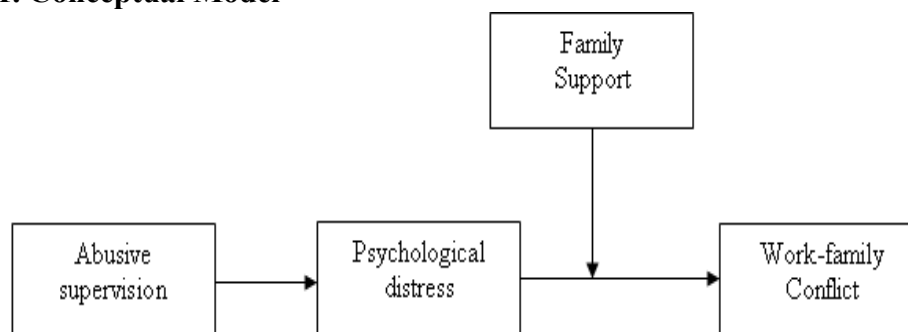 1. Conceptual Model
Family
Support
Abusive
supervision
Psychological
distress
Work-family
Conflict